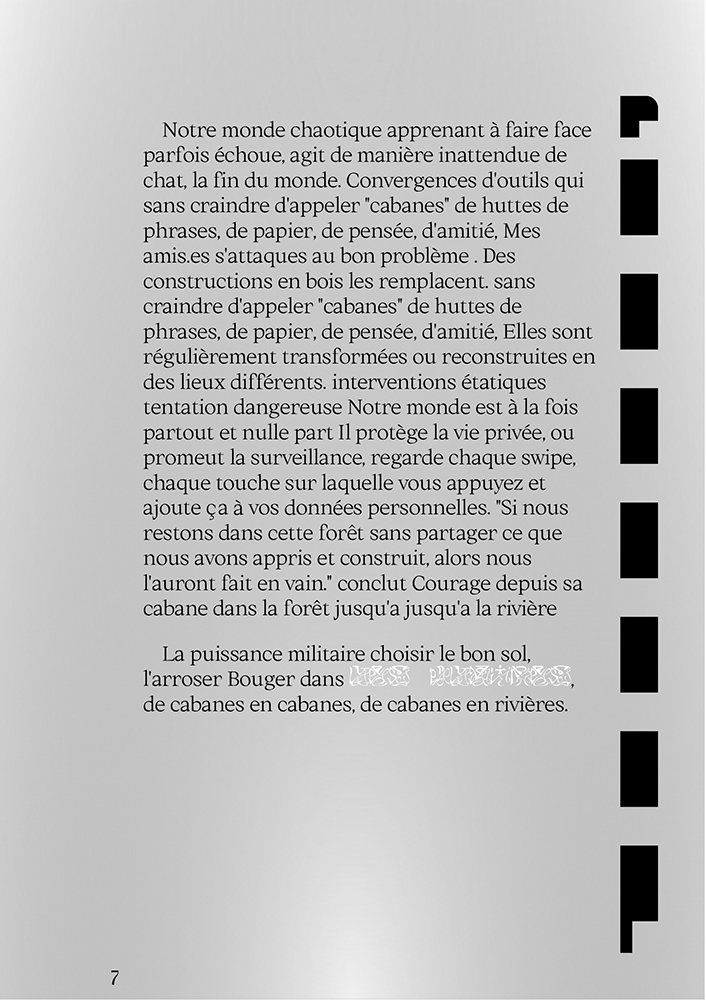 Notre monde chaotique apprenant à faire face
parfois échoue, agit de manière inattendue de
chat, la fin du monde. Convergences d'outils qui
sans craindre d'appeler "cabanes" de huttes de
phrases, de papier, de pensée, d'amitié, Mes
amis.es s'attaques au bon problème . Des
constructions en bois les remplacent. sans
craindre d'appeler "cabanes" de huttes de
phrases, de papier, de pensée, d'amitié, Elles sont
régulièrement transformées ou reconstruites en
des lieux différents. interventions étatiques
tentation dangereuse Notre monde est à la fois
partout et nulle part Il protège la vie privée, ou
promeut la surveillance, regarde chaque swipe,
chaque touche sur laquelle vous appuyez et
ajoute ça à vos données personnelles. "Si nous
restons dans cette forêt sans partager ce que
nous avons appris et construit, alors nous
l'auront fait en vain." conclut Courage depuis sa
cabane dans la forêt jusqu'a jusqu'a la rivière
La puissance militaire choisir le bon sol,
l'arroser Bouger dans ,
de cabanes en cabanes, de cabanes en rivières.
7